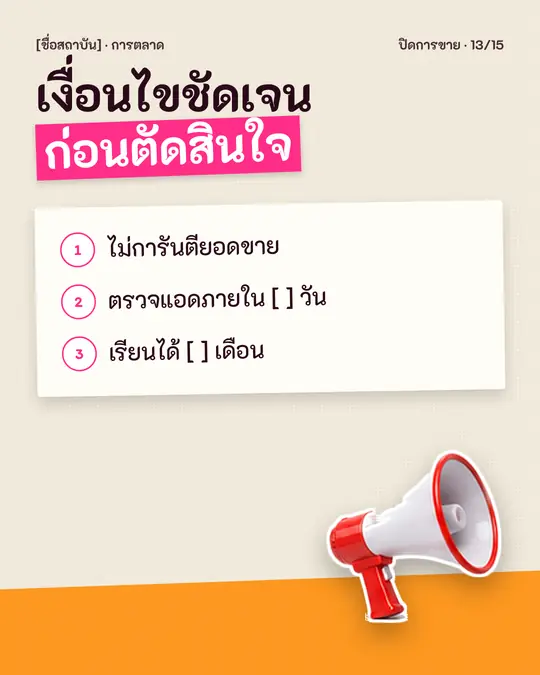 [ชื่อสถาบัน] · การตลาด
ปิดการขาย · 13/15
เงื่อนไขชัดเจน
ก่อนตัดสินใจ
1 ไม่การันตียอดขาย
2 ตรวจแอดภายใน [ ] วัน
3 เรียนได้ [ ] เดือน